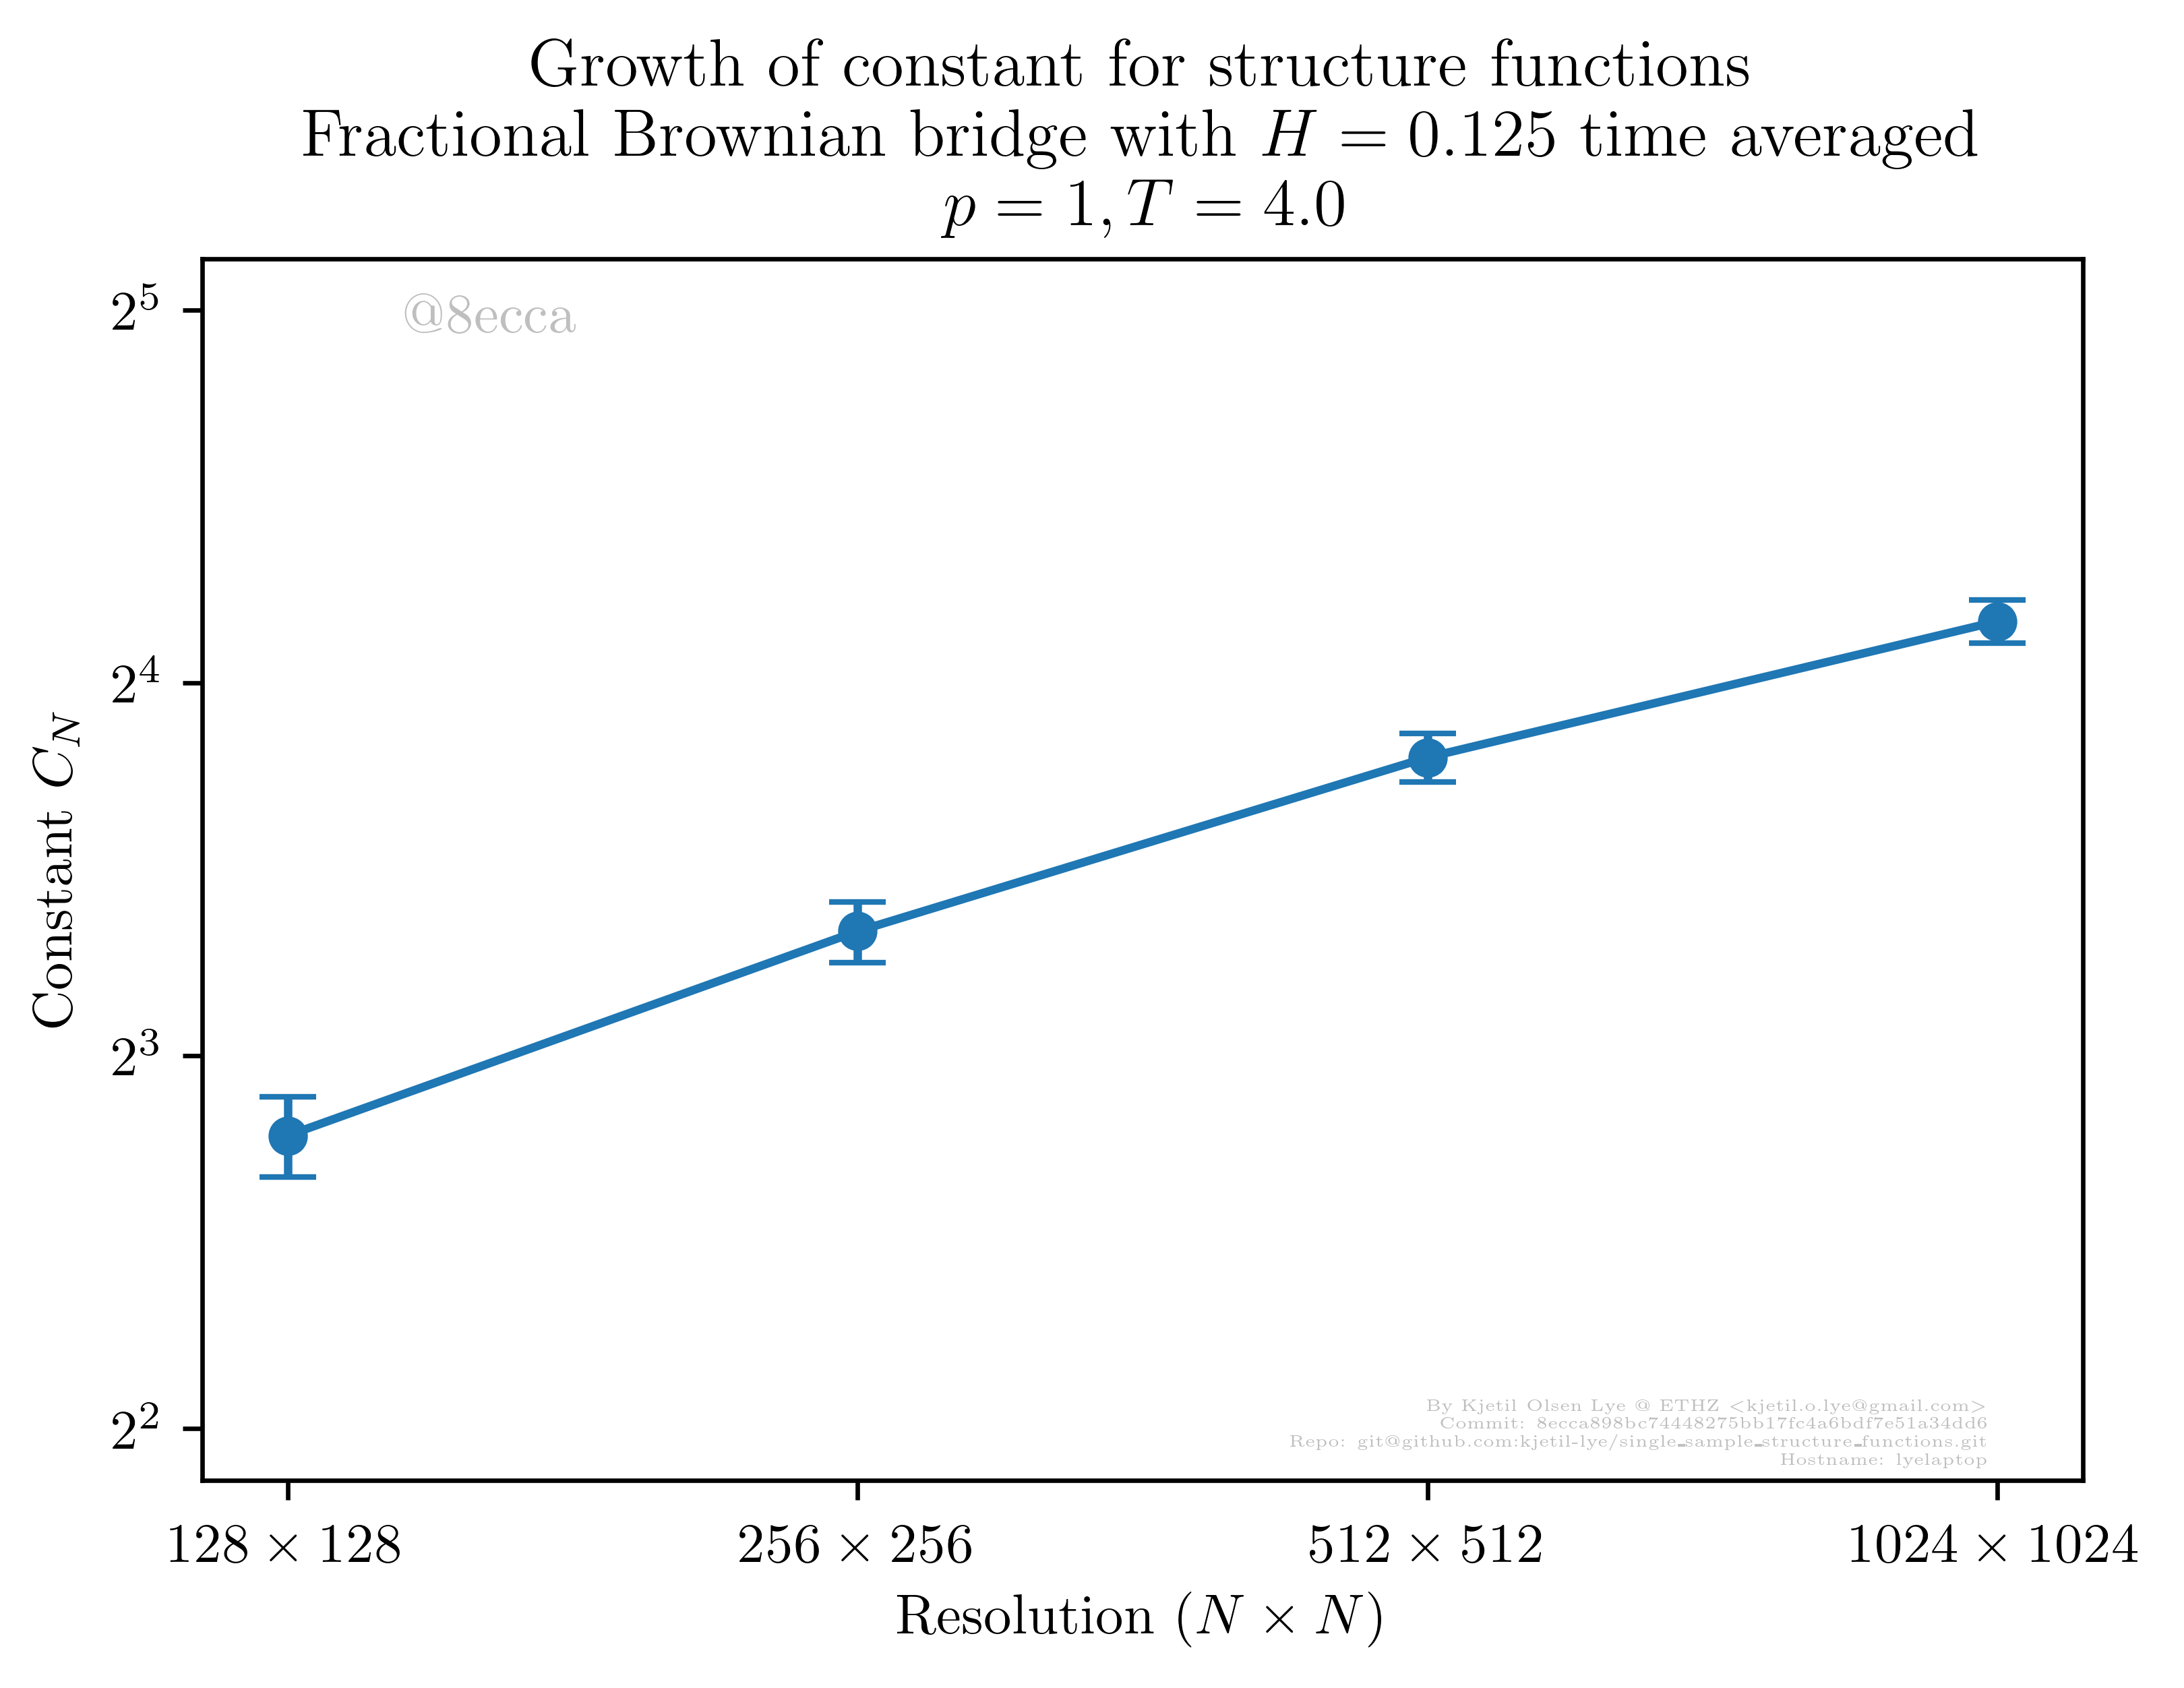 Growth of constant for structure functions
Fractional Brownian bridge with H = 0.125 time averaged
p = 1, T = 4.0
2^5
@8ecca
2^4
Constant C_N
2^3
2^2
By Kjetil Olsen Lye @ ETHZ <kjetil.o.lye@gmail.com>
Commit: 8ecca898bc74448275bb17fc4a6bdf7e51a34dd6
Repo: git@github.com:kjetil-lye/single_sample_structure_functions.git
Hostname: lyelaptop
128 × 128 256 × 256 512 × 512 1024 × 1024
Resolution (N × N)